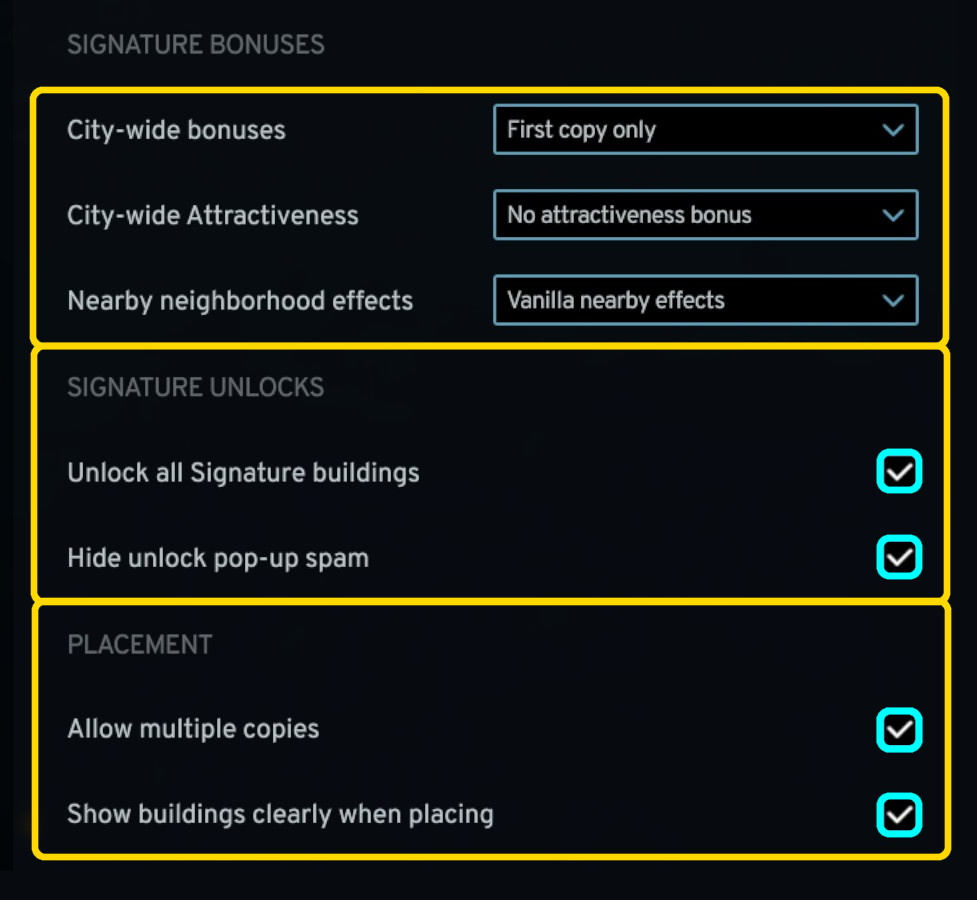 SIGNATURE BONUSES
City-wide bonuses
First copy only
City-wide Attractiveness
No attractiveness bonus
Nearby neighborhood effects
Vanilla nearby effects
SIGNATURE UNLOCKS
Unlock all Signature buildings
Hide unlock pop-up spam
PLACEMENT
Allow multiple copies
Show buildings clearly when placing